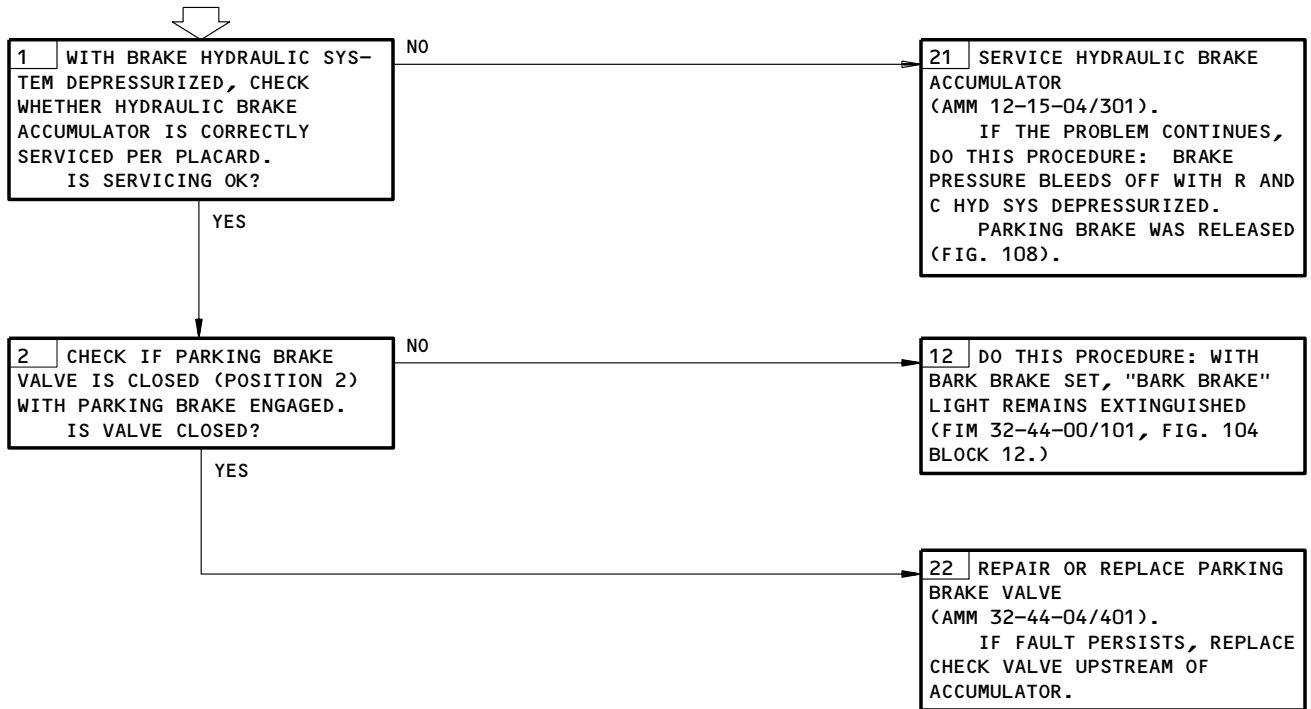 1 WITH BRAKE HYDRAULIC SYS-
TEM DEPRESSURIZED, CHECK
WHETHER HYDRAULIC BRAKE
ACCUMULATOR IS CORRECTLY
SERVICED PER PLACARD.
IS SERVICING OK?
NO
21 SERVICE HYDRAULIC BRAKE
ACCUMULATOR
(AMM 12-15-04/301).
IF THE PROBLEM CONTINUES,
DO THIS PROCEDURE: BRAKE
PRESSURE BLEEDS OFF WITH R AND
C HYD SYS DEPRESSURIZED.
PARKING BRAKE WAS RELEASED
(FIG. 108).
YES
2 CHECK IF PARKING BRAKE
VALVE IS CLOSED (POSITION 2)
WITH PARKING BRAKE ENGAGED.
IS VALVE CLOSED?
NO
12 DO THIS PROCEDURE: WITH
BARK BRAKE SET, "BARK BRAKE"
LIGHT REMAINS EXTINGUISHED
(FIM 32-44-00/101, FIG. 104
BLOCK 12.)
YES
22 REPAIR OR REPLACE PARKING
BRAKE VALVE
(AMM 32-44-04/401).
IF FAULT PERSISTS, REPLACE
CHECK VALVE UPSTREAM OF
ACCUMULATOR.